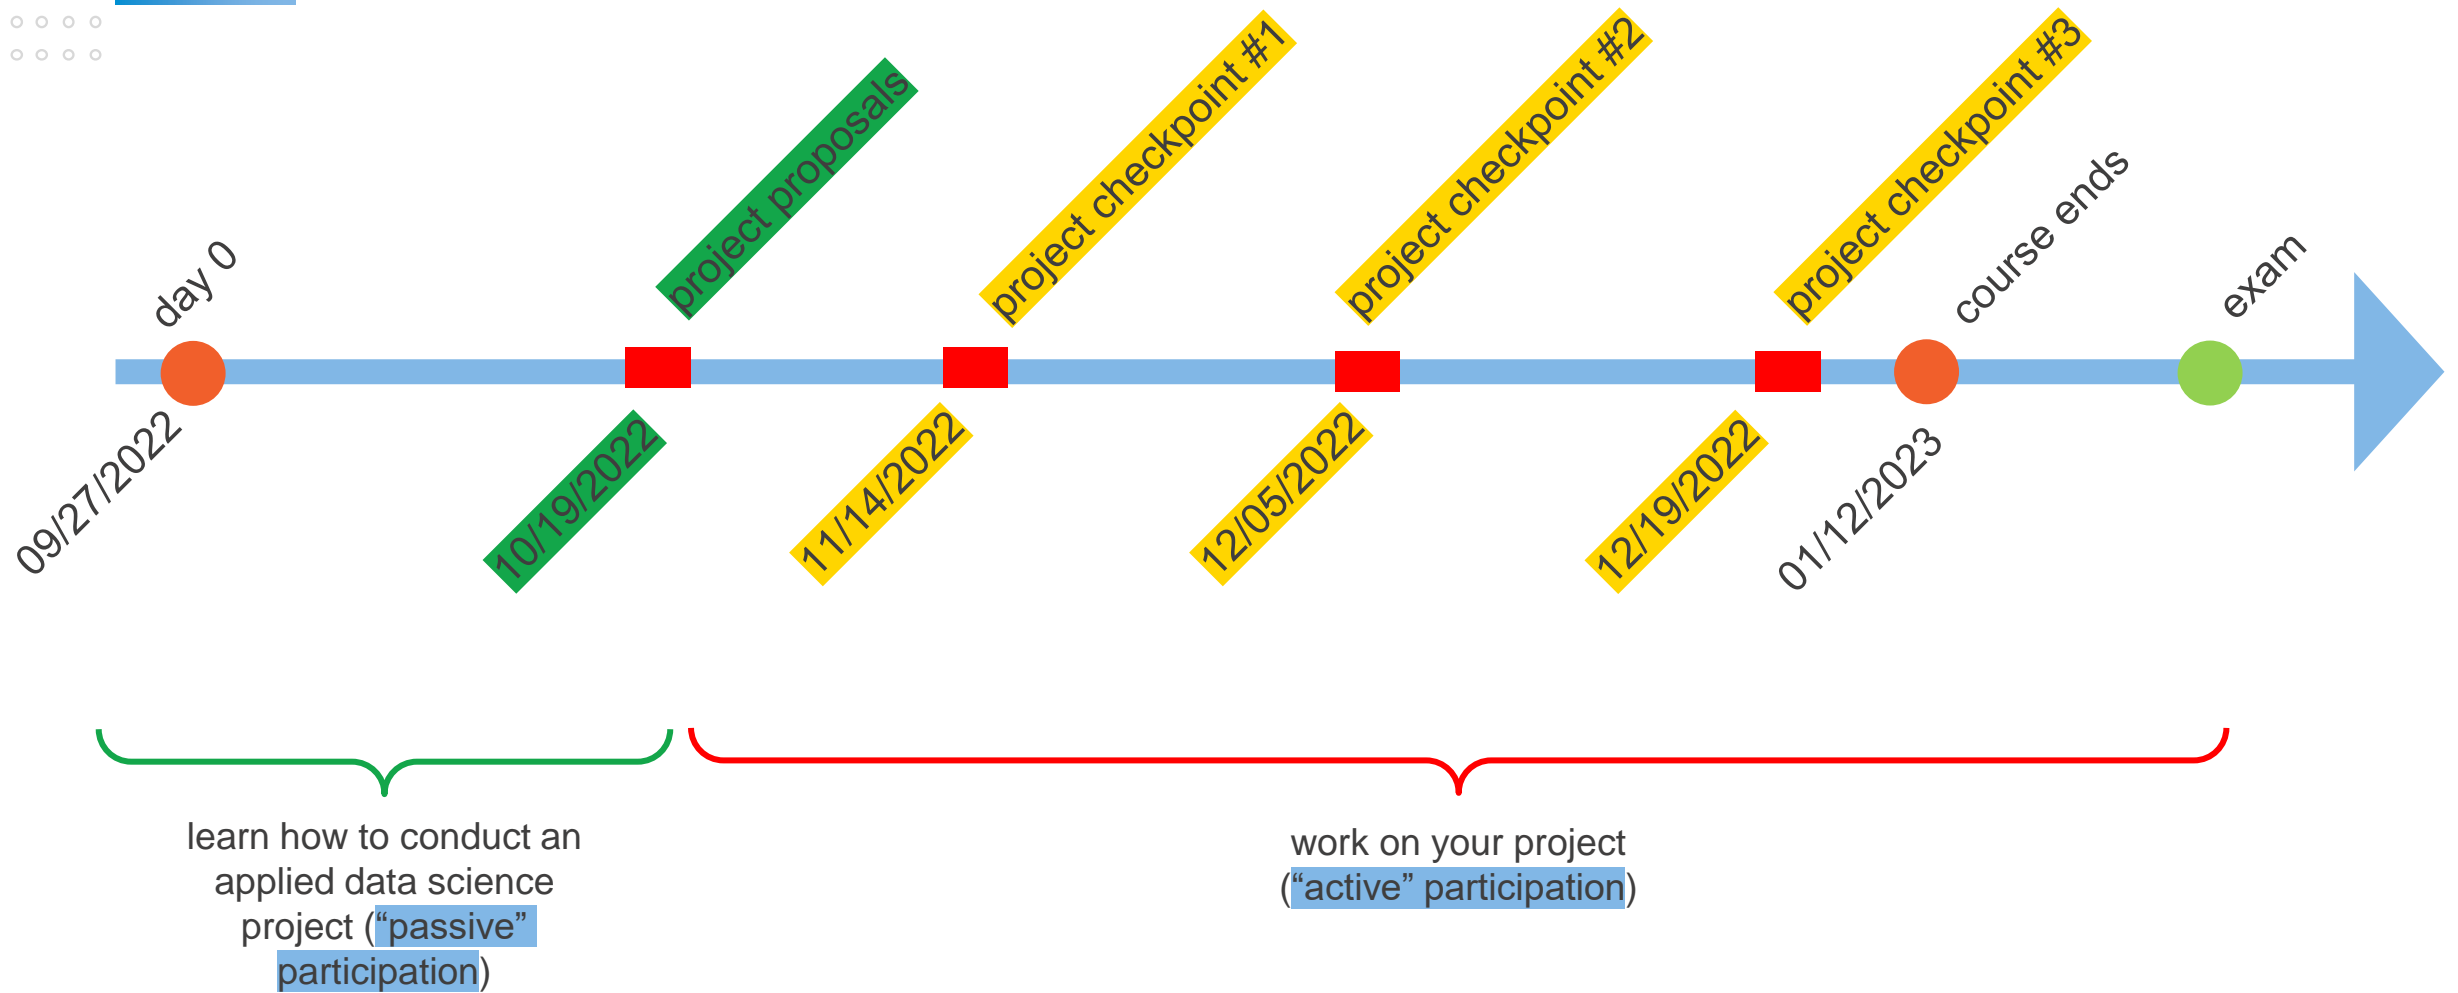 day 0
project proposals
project checkpoint #1
project checkpoint #2
project checkpoint #3
course ends
exam
09/27/2022
10/19/2022
11/14/2022
12/05/2022
12/19/2022
01/12/2023
learn how to conduct an
applied data science
project (“passive”
participation)
work on your project
(“active” participation)